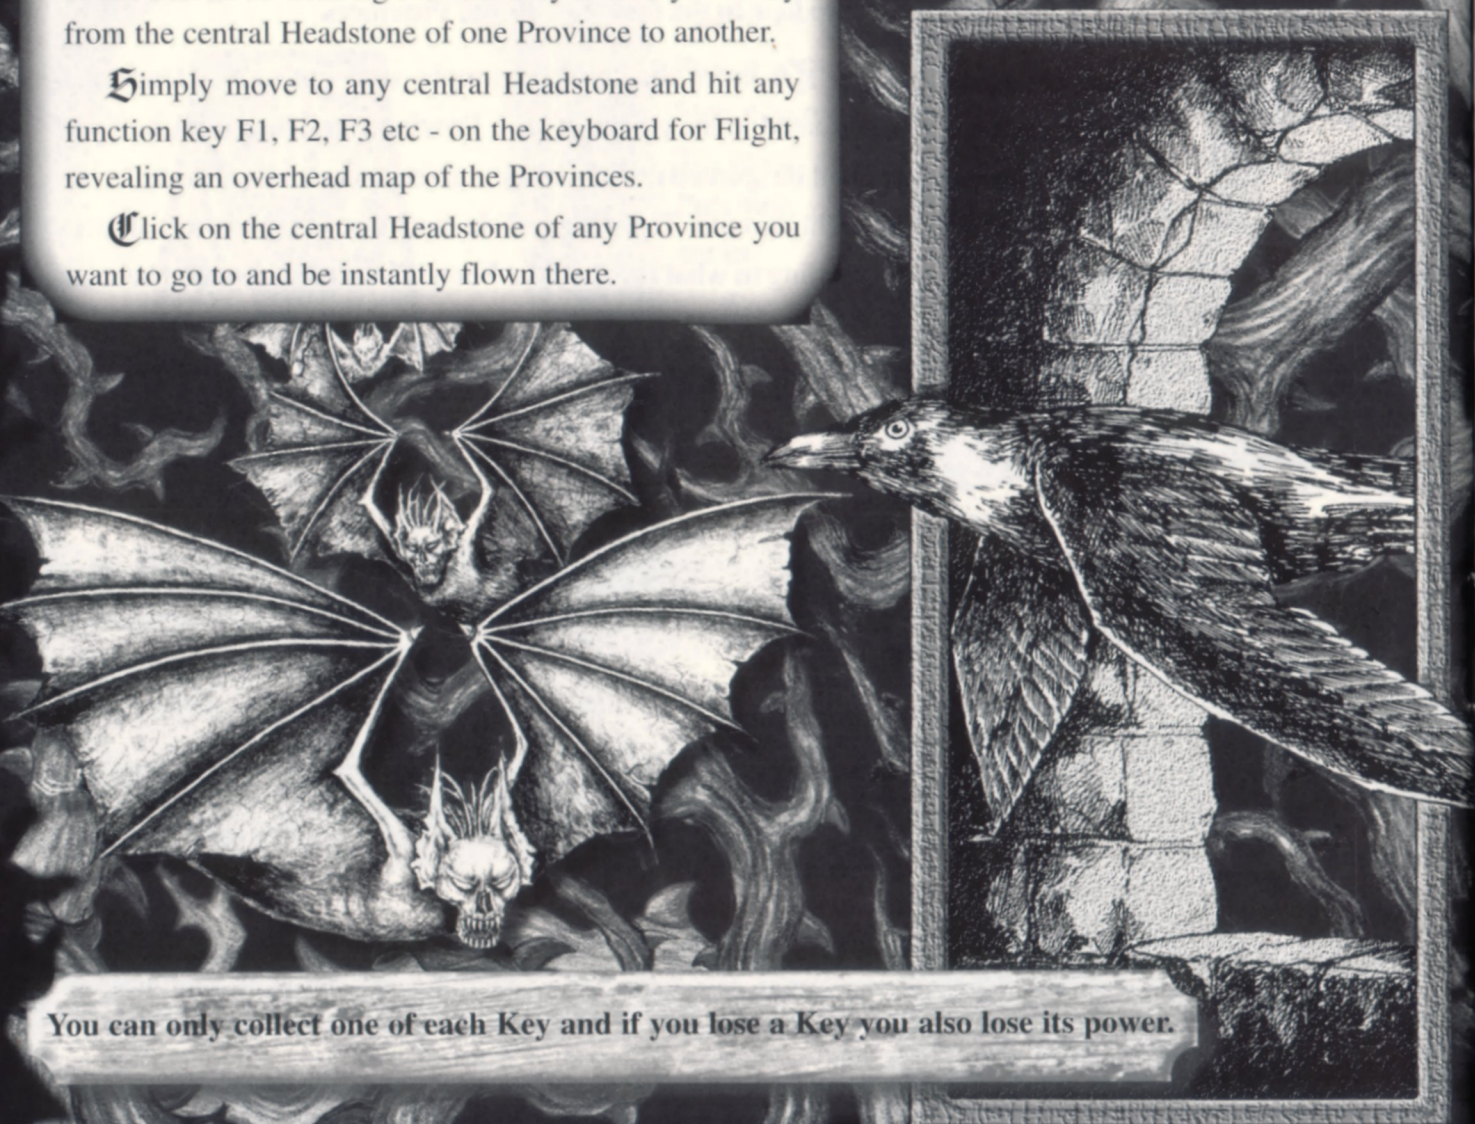 from the central Headstone of one Province to another.
Simply move to any central Headstone and hit any
function key F1, F2, F3 etc - on the keyboard for Flight,
revealing an overhead map of the Provinces.
Click on the central Headstone of any Province you
want to go to and be instantly flown there.
You can only collect one of each Key and if you lose a Key you also lose its power.